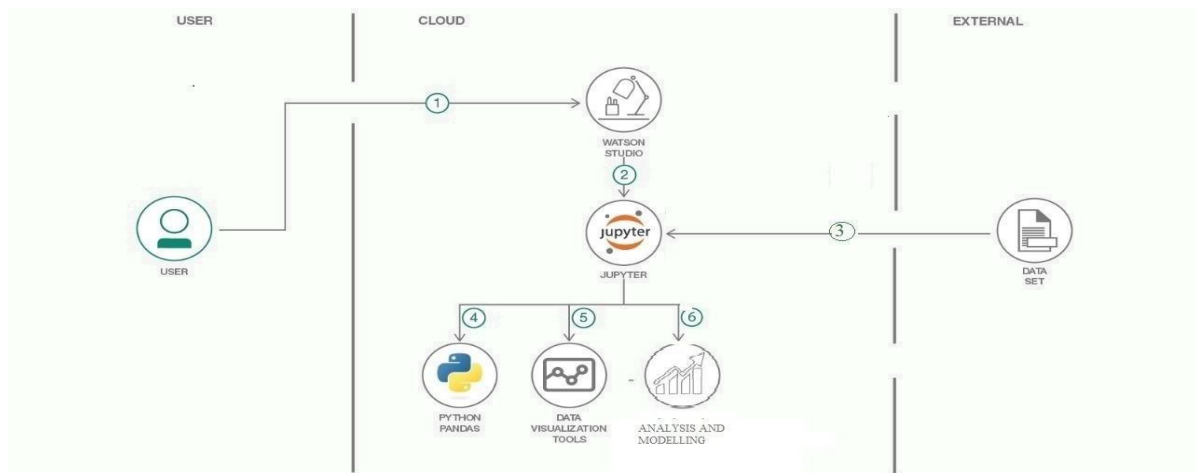 USER
CLOUD
EXTERNAL
1
WATSON
STUDIO
2
jupyter
JUPYTER
3
USER
DATA
SET
4
5
6
PYTHON
PANDAS
DATA
VISUALIZATION
TOOLS
ANALYSIS AND
MODELLING